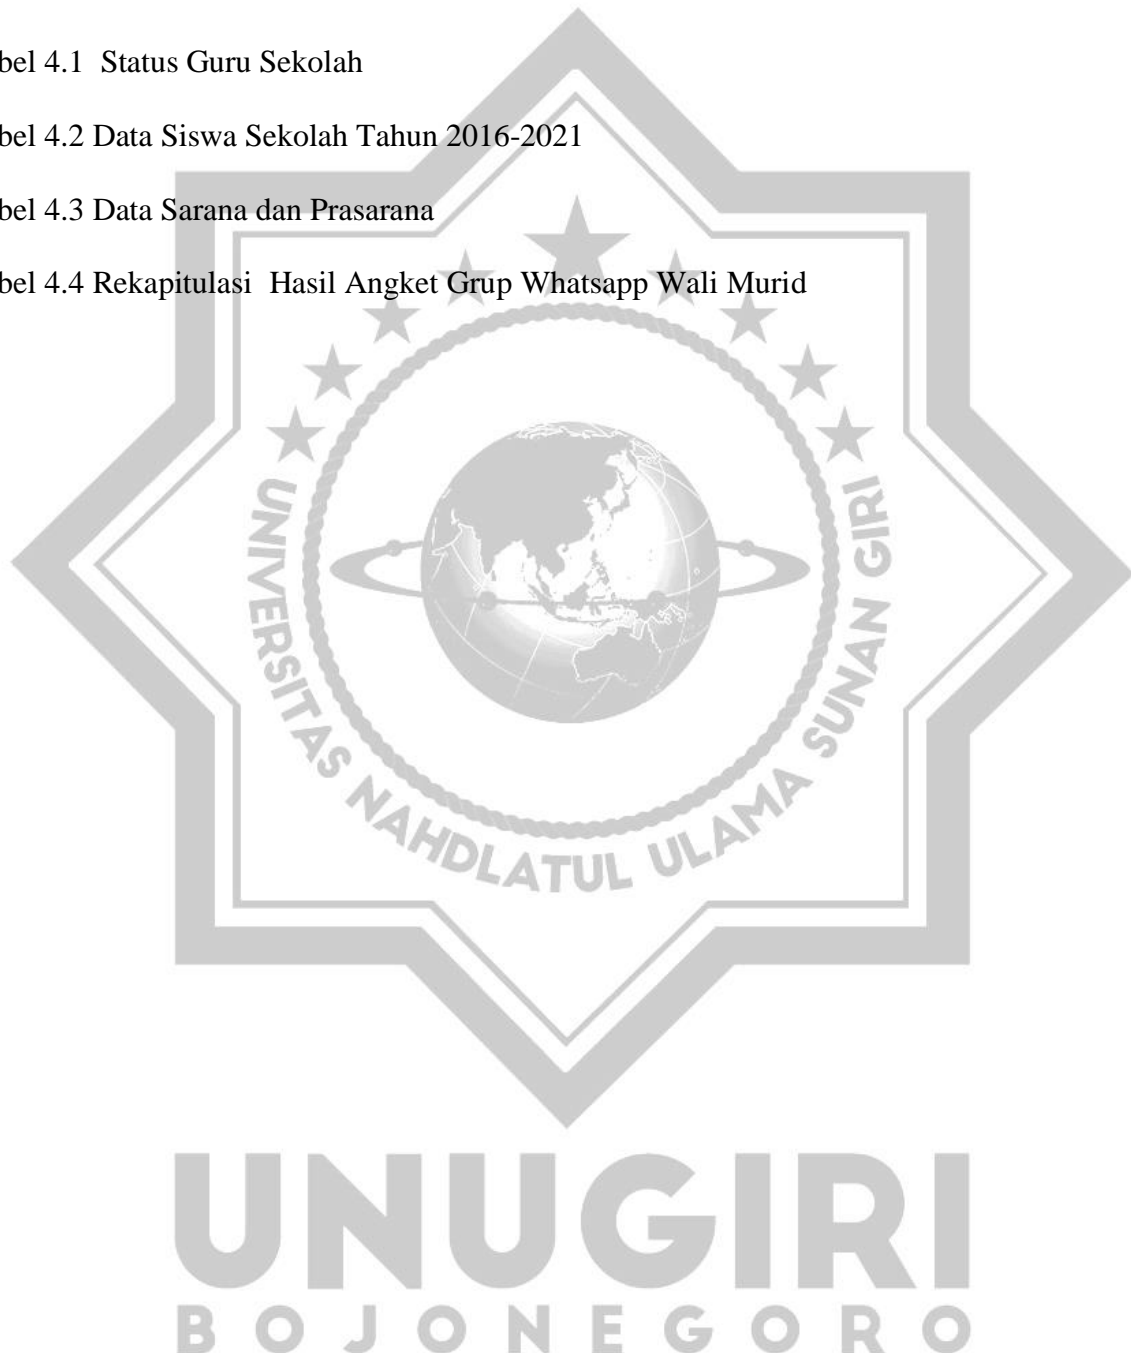 bel 4.1  Status Guru Sekolah
bel 4.2 Data Siswa Sekolah Tahun 2016-2021
bel 4.3 Data Sarana dan Prasarana
bel 4.4 Rekapitulasi  Hasil Angket Grup Whatsapp Wali Murid
UNIVERSITAS NAHDLATUL ULAMA SUNAN GIRI
UNUGIRI
BOJONEGORO